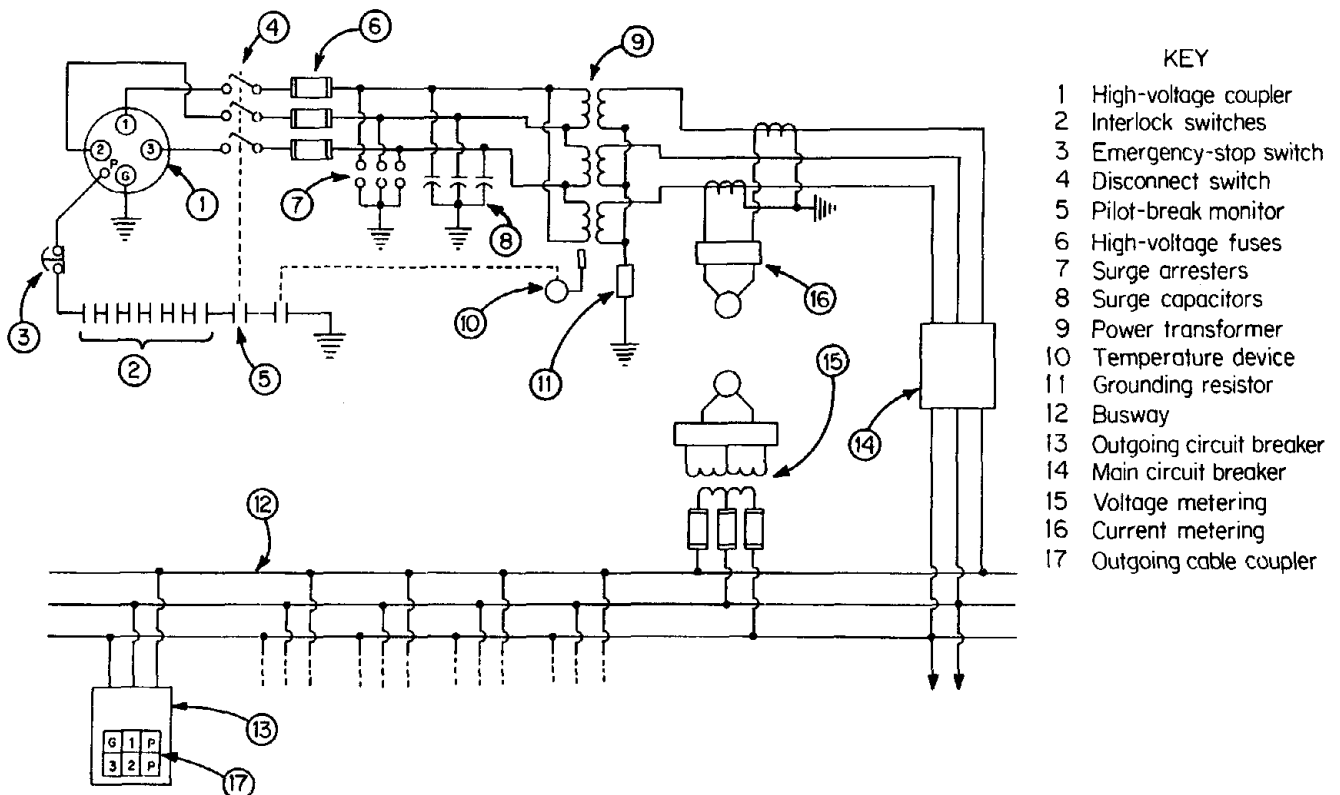 4
6
9
1
2
3
P
G
1
7
8
3
2
5
10
11
16
15
14
12
13
G 1 P
3 2 P
17
KEY
1 High-voltage coupler
2 Interlock switches
3 Emergency-stop switch
4 Disconnect switch
5 Pilot-break monitor
6 High-voltage fuses
7 Surge arresters
8 Surge capacitors
9 Power transformer
10 Temperature device
11 Grounding resistor
12 Busway
13 Outgoing circuit breaker
14 Main circuit breaker
15 Voltage metering
16 Current metering
17 Outgoing cable coupler